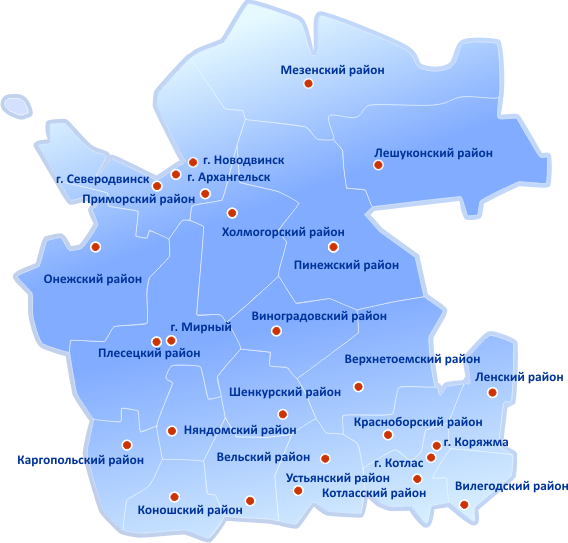 Мезенский район
Лешуконский район
г. Новодвинск
г. Архангельск
г. Северодвинск
Приморский район
Холмогорский район
Пинежский район
Онежский район
Виноградовский район
г. Мирный
Плесецкий район
Верхнетоемский район
Ленский район
Шенкурский район
Красноборский район
Няндомский район
г. Коряжма
Каргопольский район
Вельский район
г. Котлас
Устьянский район
Вилегодский район
Котласский район
Коношский район